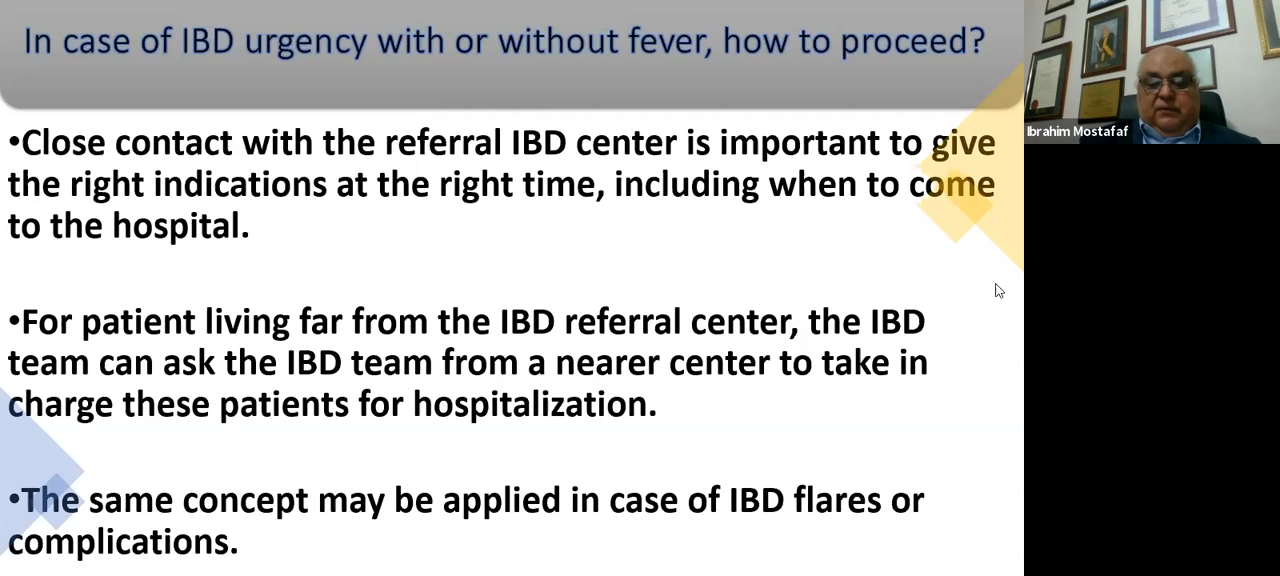 In case of IBD urgency with or without fever, how to proceed?
•Close contact with the referral IBD center is important to give
the right indications at the right time, including when to come
to the hospital.
•For patient living far from the IBD referral center, the IBD
team can ask the IBD team from a nearer center to take in
charge these patients for hospitalization.
•The same concept may be applied in case of IBD flares or
complications.
Ibrahim Mostafaf